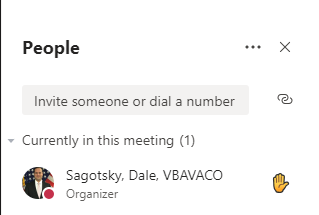 People
Invite someone or dial a number
Currently in this meeting (1)
Sagotsky, Dale, VBAVACO
Organizer